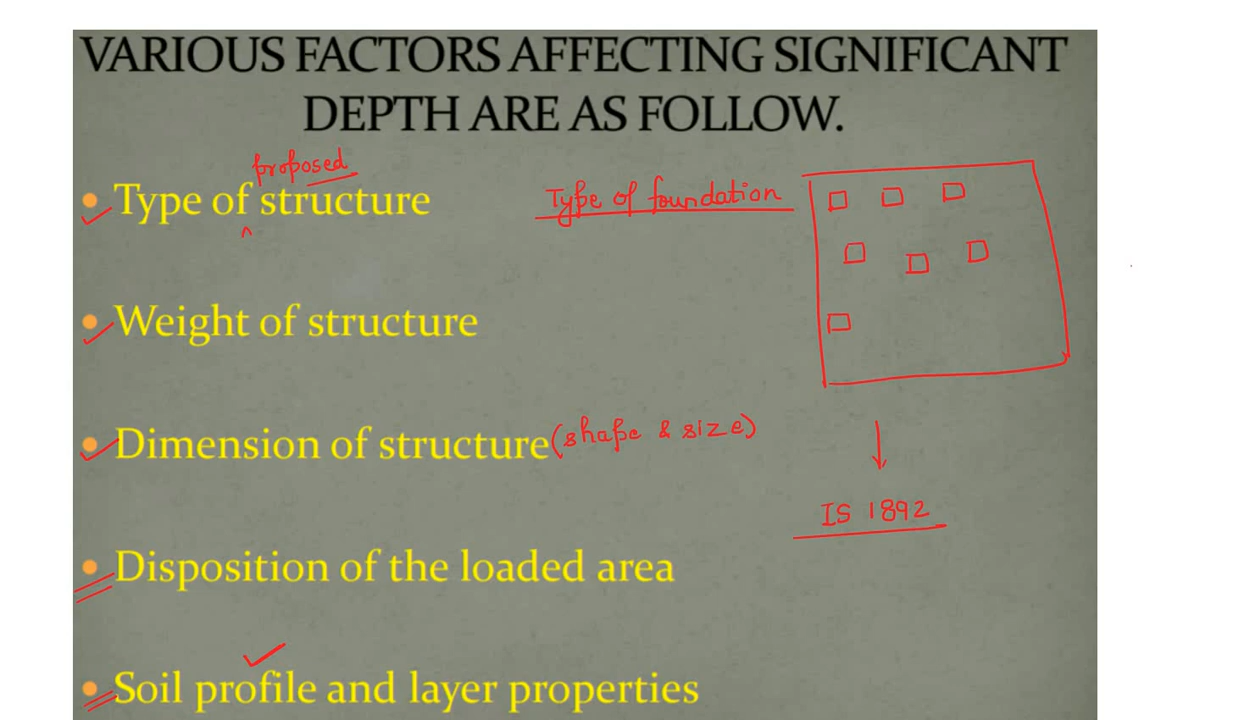 VARIOUS FACTORS AFFECTING SIGNIFICANT
DEPTH ARE AS FOLLOW.
proposed
• Type of structure
^
Type of foundation
• Weight of structure
• Dimension of structure (shape & size)
IS 1892
• Disposition of the loaded area
• Soil profile and layer properties